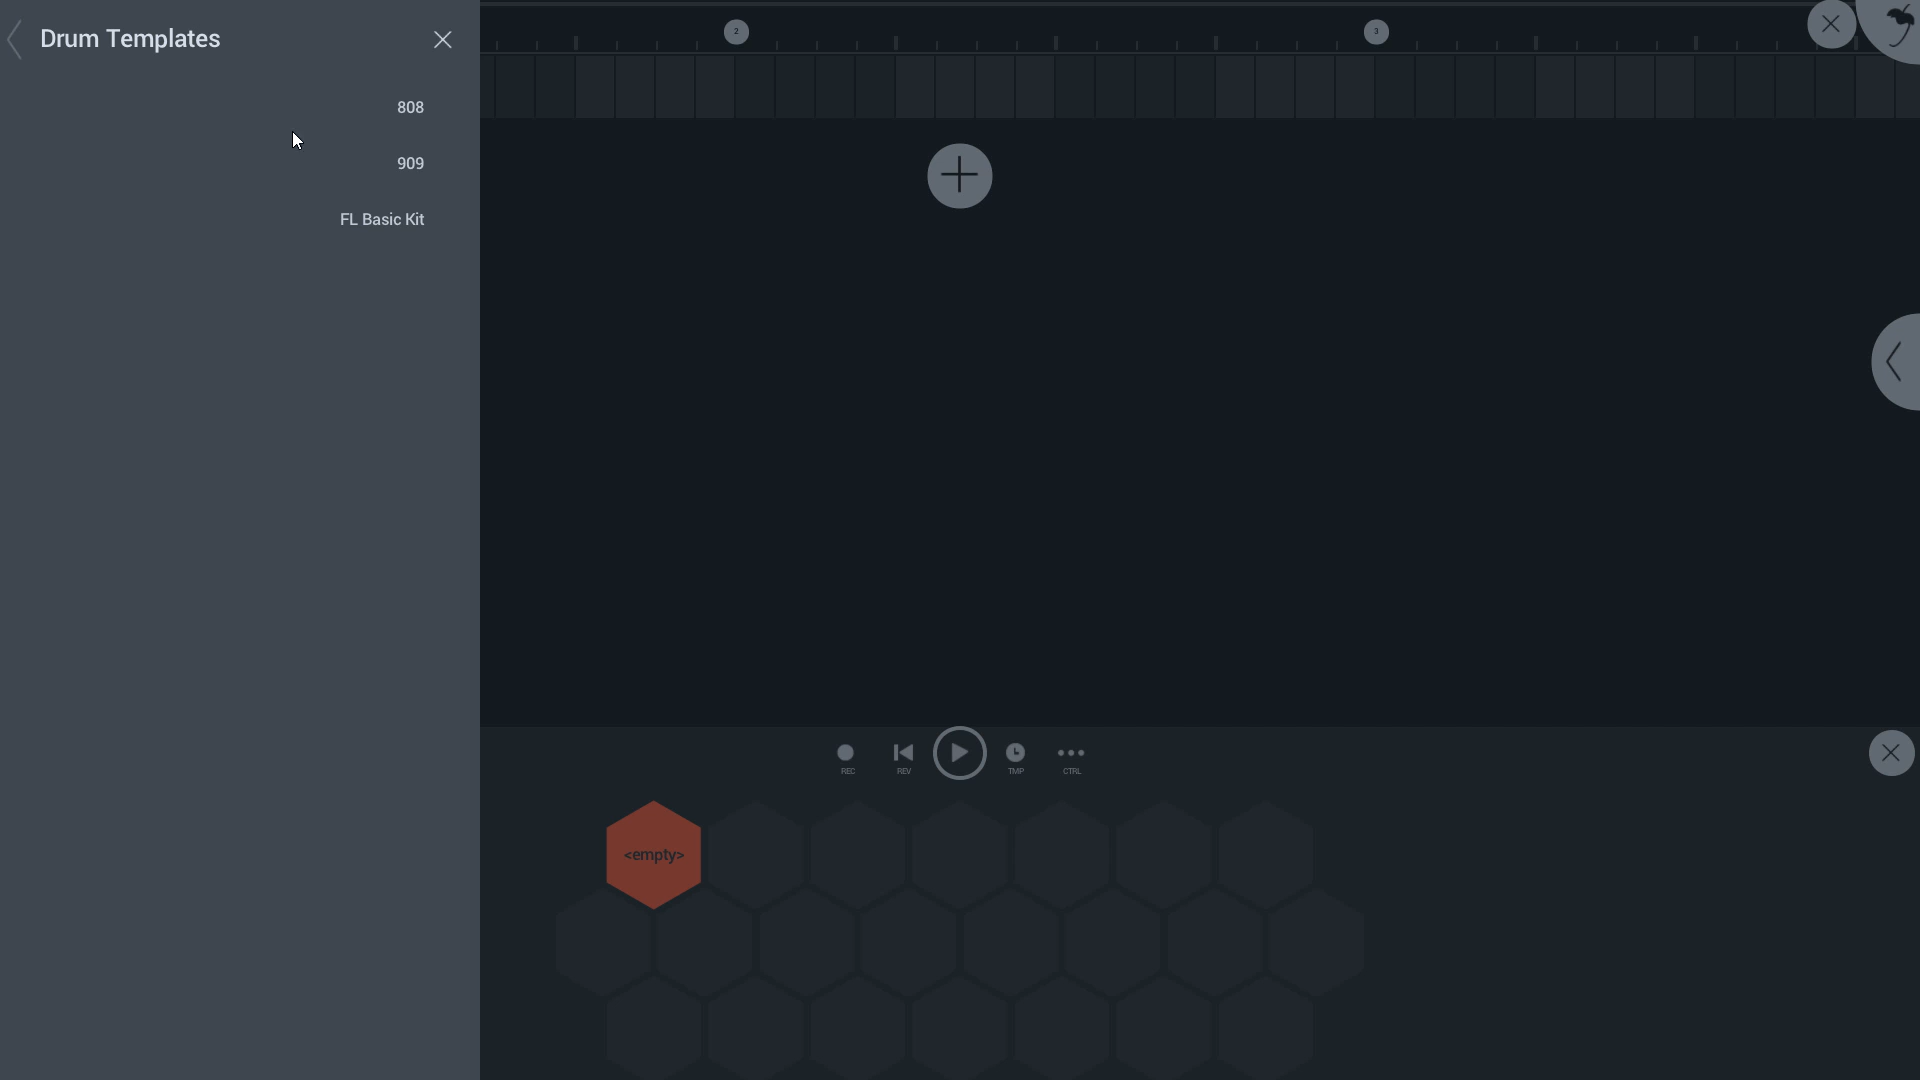 Drum Templates
808
909
FL Basic Kit
2
3
REC
REV
TMP
CTRL
<empty>